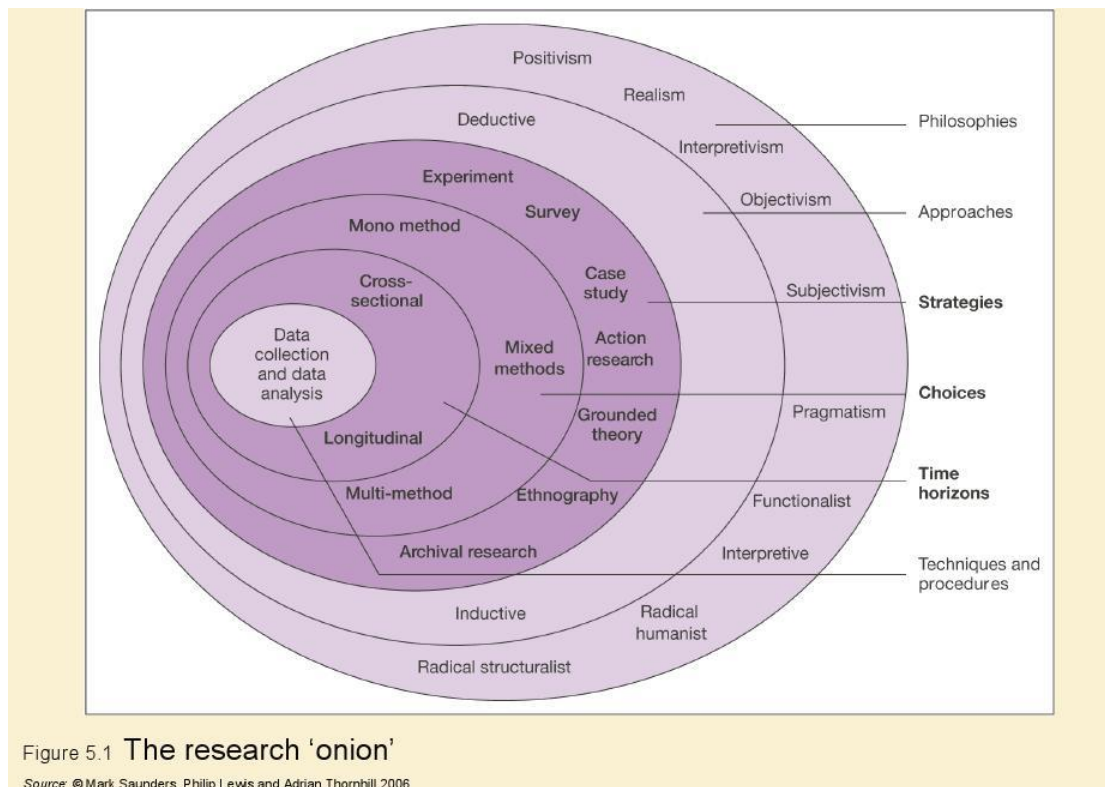 Positivism
Realism
Philosophies
Deductive
Interpretivism
Experiment
Objectivism
Survey
Approaches
Mono method
Case
study
Cross-
sectional
Subjectivism
Strategies
Data
collection
and data
analysis
Mixed
methods
Action
research
Choices
Pragmatism
Grounded
theory
Longitudinal
Time
horizons
Multi-method
Ethnography
Functionalist
Archival research
Interpretive
Techniques and
procedures
Inductive
Radical
humanist
Radical structuralist
Figure 5.1 The research ‘onion’
Source: © Mark Saunders, Philip Lewis and Adrian Thornhill 2006